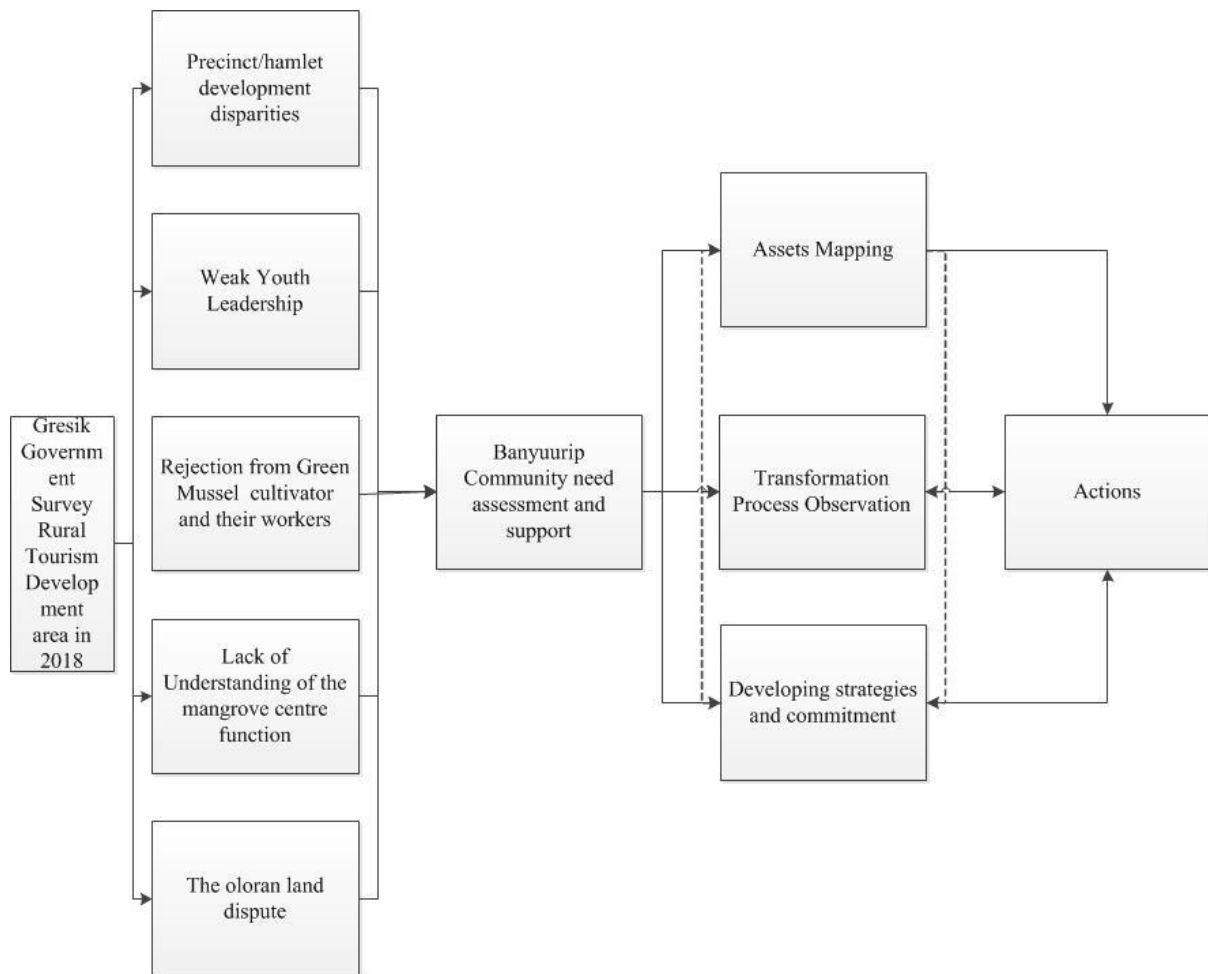 Precinct/hamlet
development
disparities
Weak Youth
Leadership
Gresik
Governm
ent
Survey
Rural
Tourism
Develop
ment
area in
2018
Rejection from Green
Mussel cultivator
and their workers
Lack of
Understanding of the
mangrove centre
function
The oloran land
dispute
Banyuurip
Community need
assessment and
support
Assets Mapping
Transformation
Process Observation
Developing strategies
and commitment
Actions